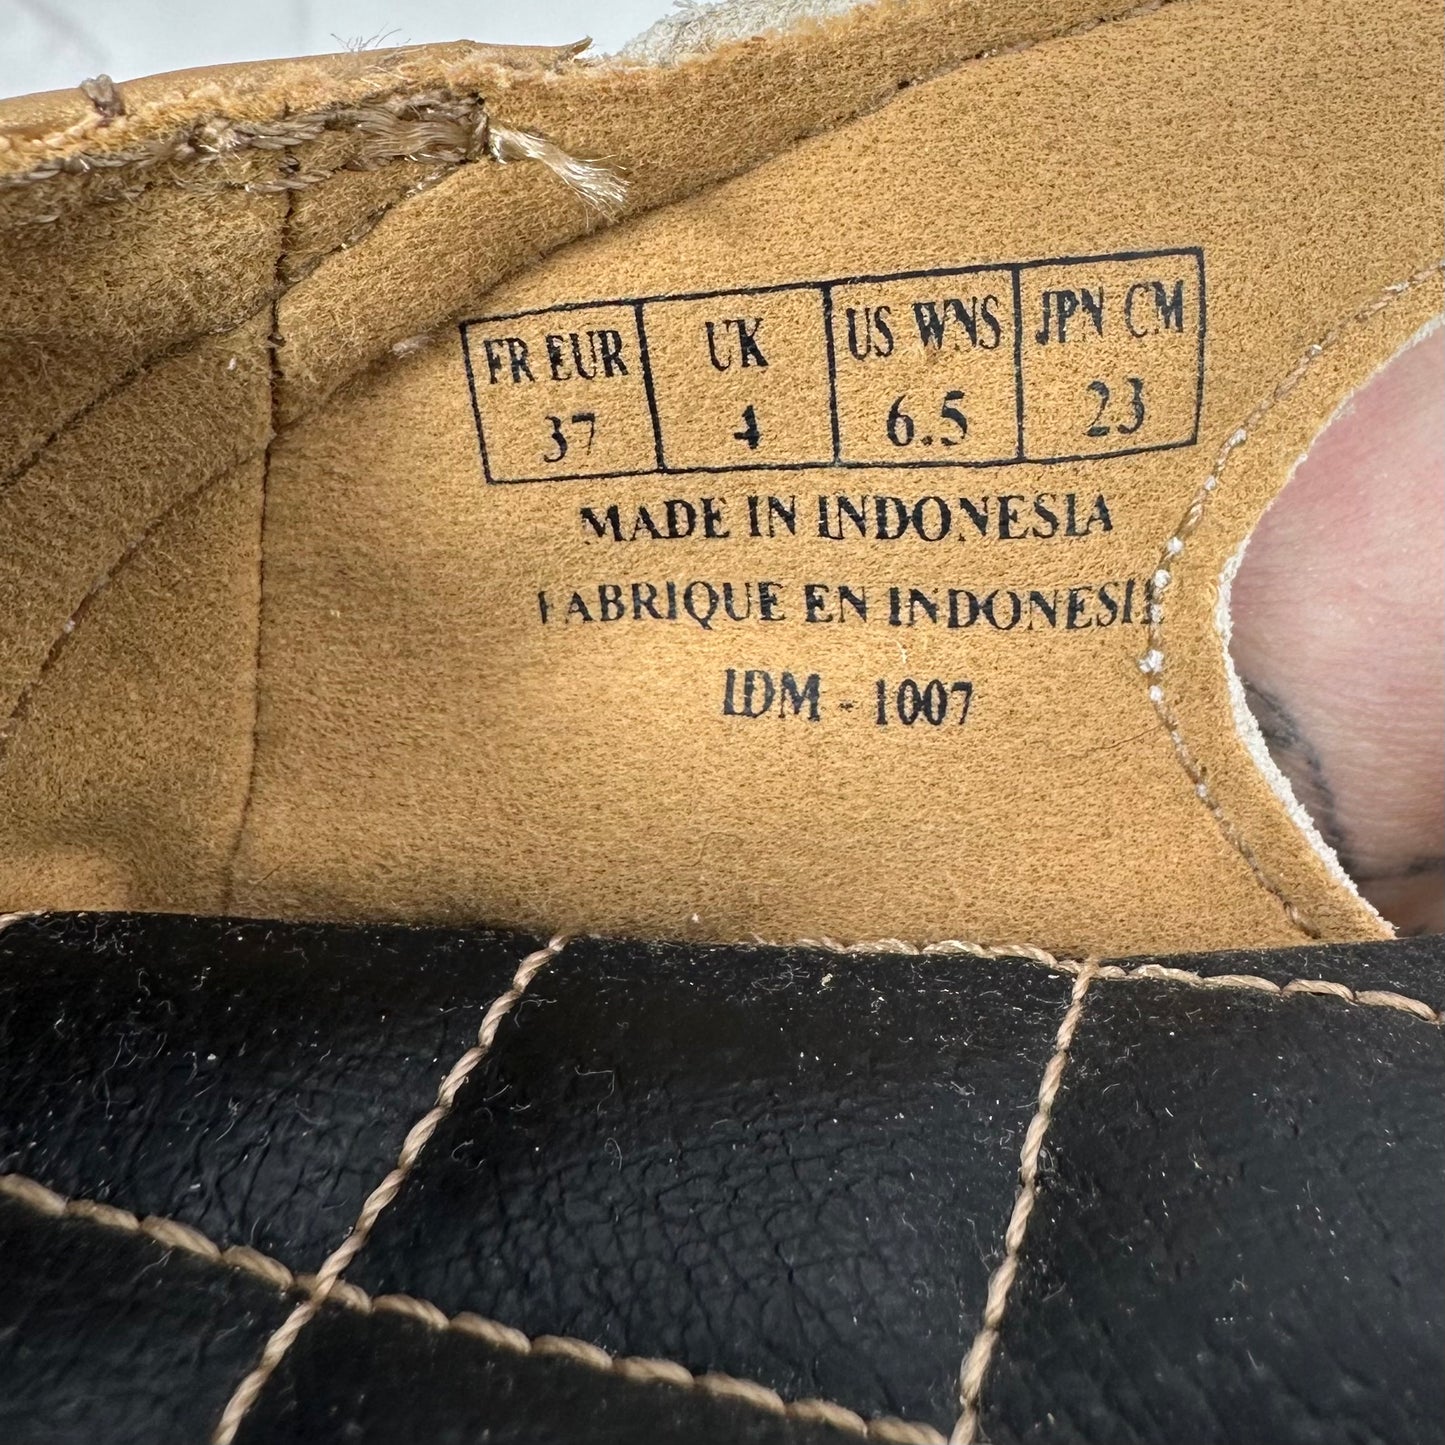 FR EUR UK US WNS JPN CM
37 4 6.5 23
MADE IN INDONESIA
FABRIQUE EN INDONESIE
IDM - 1007